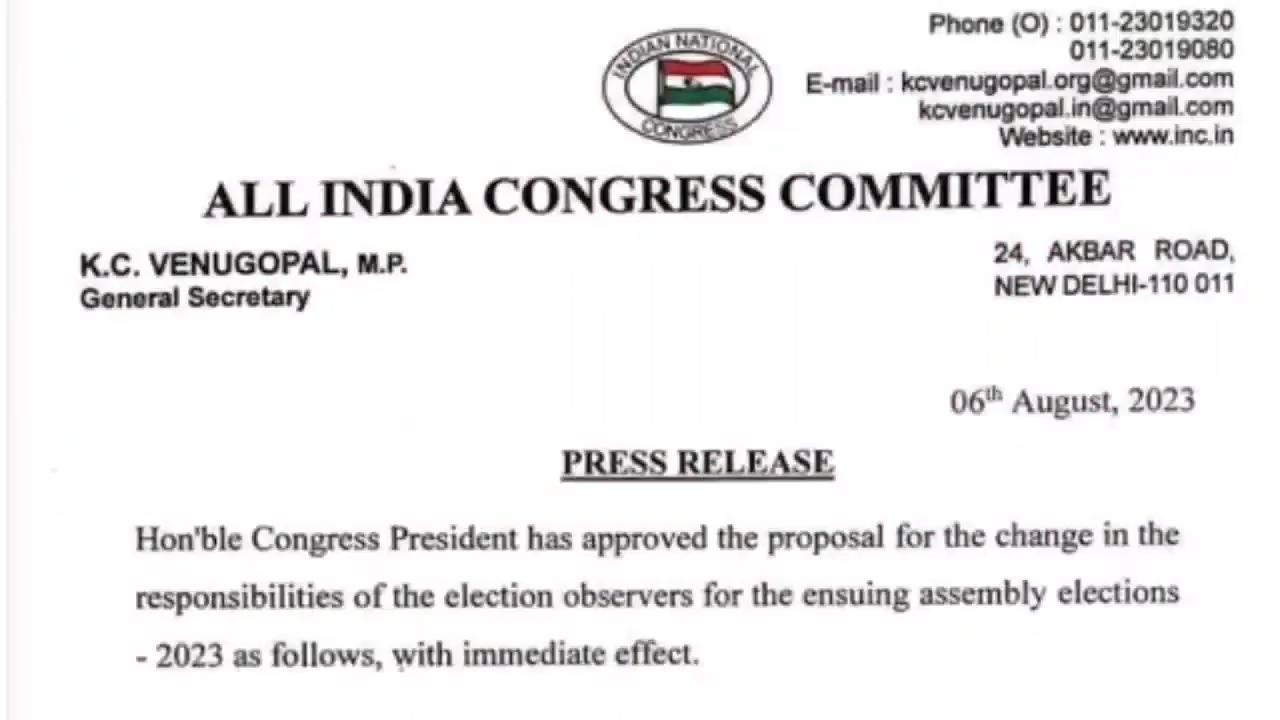 Phone (O) : 011-23019320
011-23019080
E-mail : kcvenugopal.org@gmail.com
kcvenugopal.in@gmail.com
Website : www.inc.in
INDIAN NATIONAL
CONGRESS
ALL INDIA CONGRESS COMMITTEE
K.C. VENUGOPAL, M.P.
General Secretary
24, AKBAR ROAD,
NEW DELHI-110 011
06th August, 2023
PRESS RELEASE
Hon'ble Congress President has approved the proposal for the change in the
responsibilities of the election observers for the ensuing assembly elections
- 2023 as follows, with immediate effect.